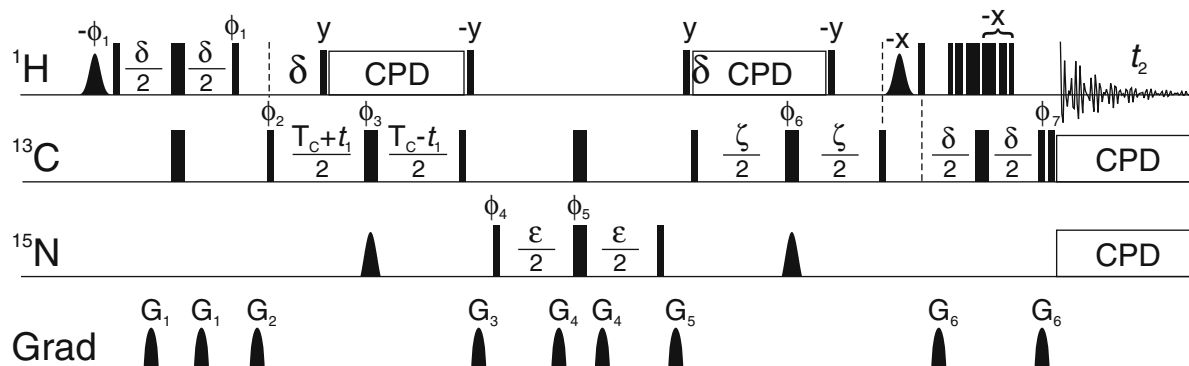 -ϕ₁ ϕ₁ y -y y -y -x -x
¹H δ/2 δ/2 δ CPD δ CPD t₂
ϕ₂ ϕ₃ ϕ₆ ϕ₇
¹³C T_C+t₁/2 T_C-t₁/2 ζ/2 ζ/2 δ/2 δ/2 CPD
ϕ₄ ϕ₅
¹⁵N ε/2 ε/2 CPD
G₁ G₁ G₂ G₃ G₄ G₄ G₅ G₆ G₆
Grad